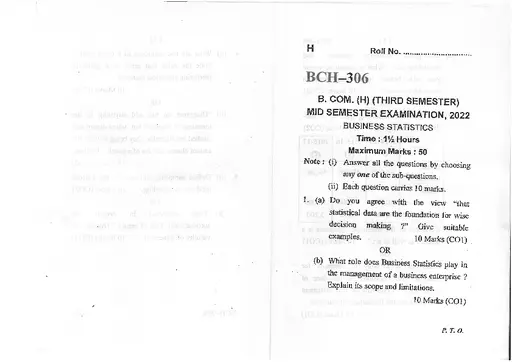 H Roll No. ..............................
BCH–306
B. COM. (H) (THIRD SEMESTER)
MID SEMESTER EXAMINATION, 2022
BUSINESS STATISTICS
Time : 1½ Hours
Maximum Marks : 50
Note : (i) Answer all the questions by choosing
any one of the sub-questions.
(ii) Each question carries 10 marks.
1. (a) Do you agree with the view "that
statistical data are the foundation for wise
decision making ?" Give suitable
examples. 10 Marks (CO1)
OR
(b) What role does Business Statistics play in
the management of a business enterprise ?
Explain its scope and limitations.
10 Marks (CO1)
P. T. O.